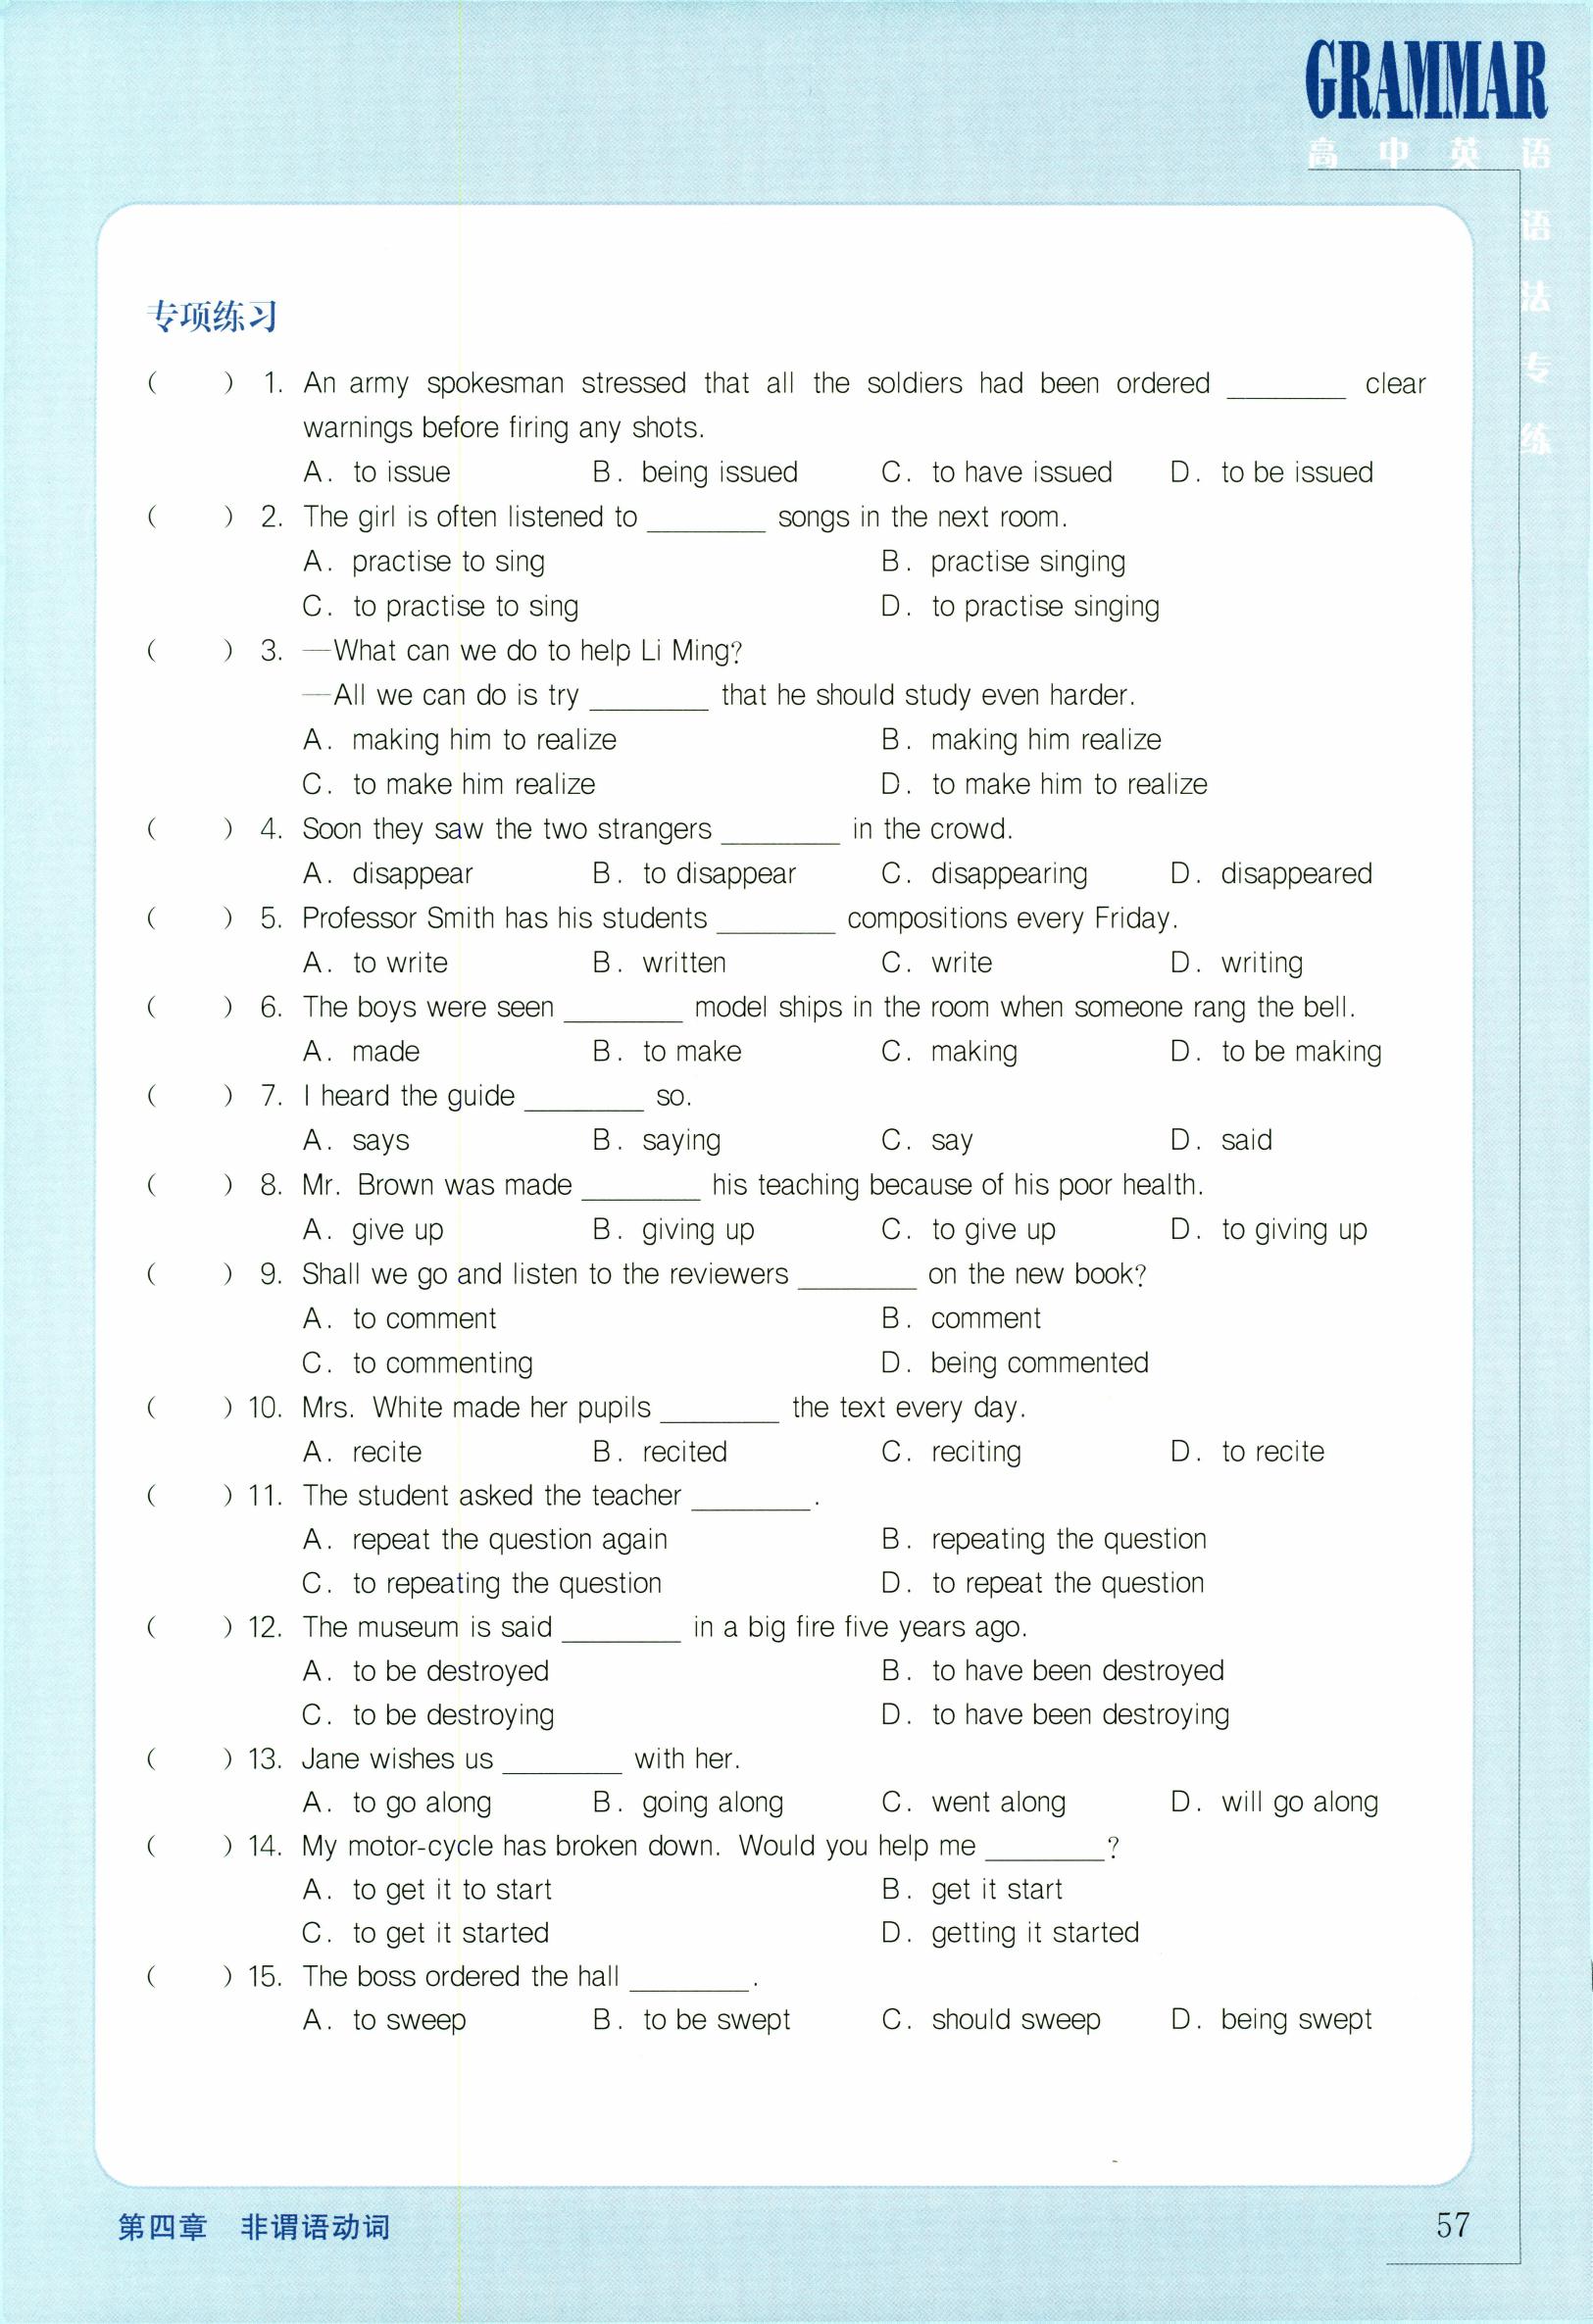 GRAMMAR
高中英语
语
法
专
练
专项练习
( ) 1. An army spokesman stressed that all the soldiers had been ordered ________ clear
warnings before firing any shots.
A. to issue B. being issued C. to have issued D. to be issued
( ) 2. The girl is often listened to ________ songs in the next room.
A. practise to sing B. practise singing
C. to practise to sing D. to practise singing
( ) 3. —What can we do to help Li Ming?
—All we can do is try ________ that he should study even harder.
A. making him to realize B. making him realize
C. to make him realize D. to make him to realize
( ) 4. Soon they saw the two strangers ________ in the crowd.
A. disappear B. to disappear C. disappearing D. disappeared
( ) 5. Professor Smith has his students ________ compositions every Friday.
A. to write B. written C. write D. writing
( ) 6. The boys were seen ________ model ships in the room when someone rang the bell.
A. made B. to make C. making D. to be making
( ) 7. I heard the guide ________ so.
A. says B. saying C. say D. said
( ) 8. Mr. Brown was made ________ his teaching because of his poor health.
A. give up B. giving up C. to give up D. to giving up
( ) 9. Shall we go and listen to the reviewers ________ on the new book?
A. to comment B. comment
C. to commenting D. being commented
( ) 10. Mrs. White made her pupils ________ the text every day.
A. recite B. recited C. reciting D. to recite
( ) 11. The student asked the teacher ________.
A. repeat the question again B. repeating the question
C. to repeating the question D. to repeat the question
( ) 12. The museum is said ________ in a big fire five years ago.
A. to be destroyed B. to have been destroyed
C. to be destroying D. to have been destroying
( ) 13. Jane wishes us ________ with her.
A. to go along B. going along C. went along D. will go along
( ) 14. My motor-cycle has broken down. Would you help me ________?
A. to get it to start B. get it start
C. to get it started D. getting it started
( ) 15. The boss ordered the hall ________.
A. to sweep B. to be swept C. should sweep D. being swept
第四章 非谓语动词
57